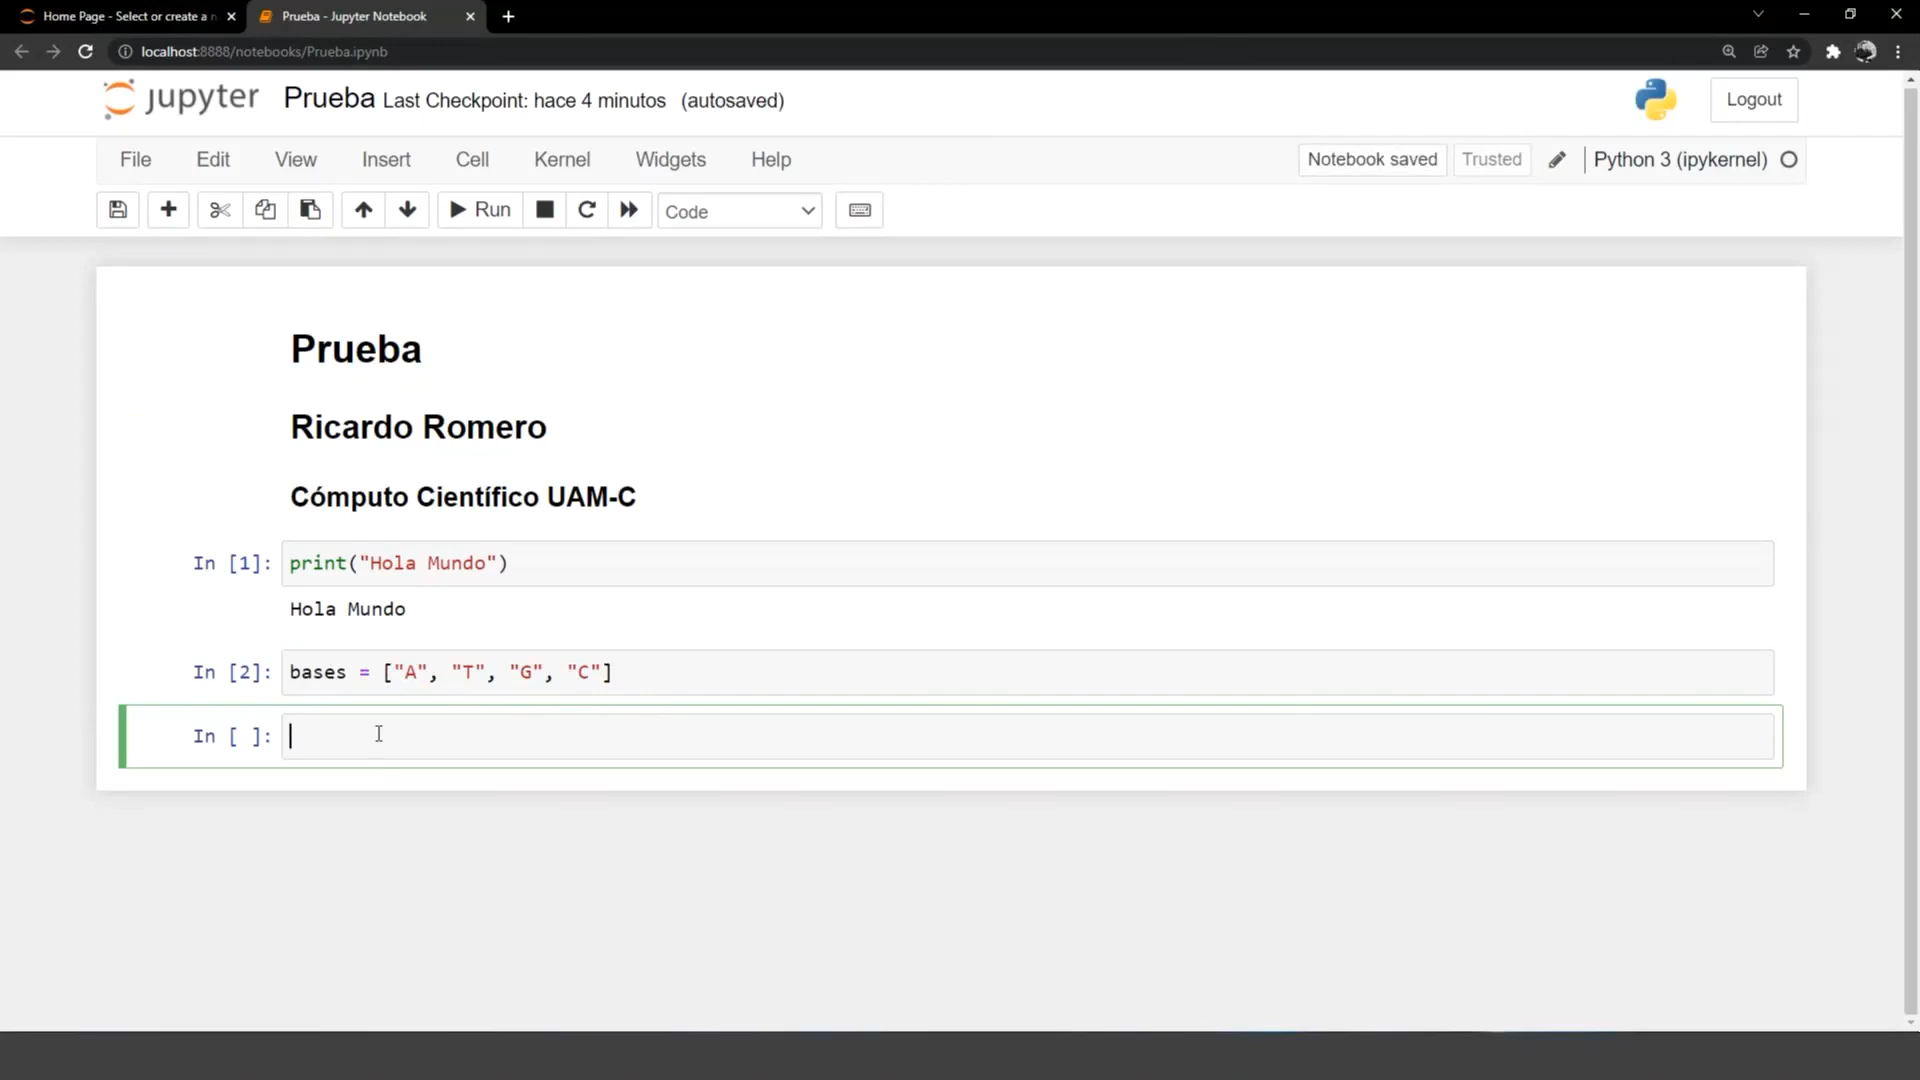 Home Page - Select or create a n
Prueba - Jupyter Notebook
localhost:8888/notebooks/Prueba.ipynb
jupyter Prueba Last Checkpoint: hace 4 minutos (autosaved) Logout
File Edit View Insert Cell Kernel Widgets Help Notebook saved Trusted Python 3 (ipykernel)
Run Code
Prueba
Ricardo Romero
Cómputo Científico UAM-C
In [1]: print("Hola Mundo")
Hola Mundo
In [2]: bases = ["A", "T", "G", "C"]
In [ ]: